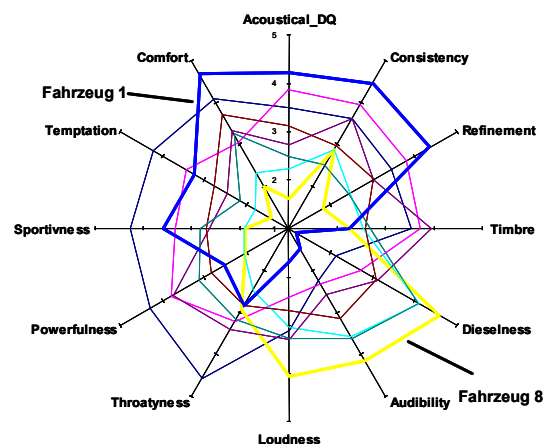 Acoustical_DQ
5
Comfort
Consistency
4
Fahrzeug 1
3
Temptation
Refinement
2
Sportivness
1
Timbre
Powerfulness
Dieselness
Fahrzeug 8
Throatyness
Audibility
Loudness